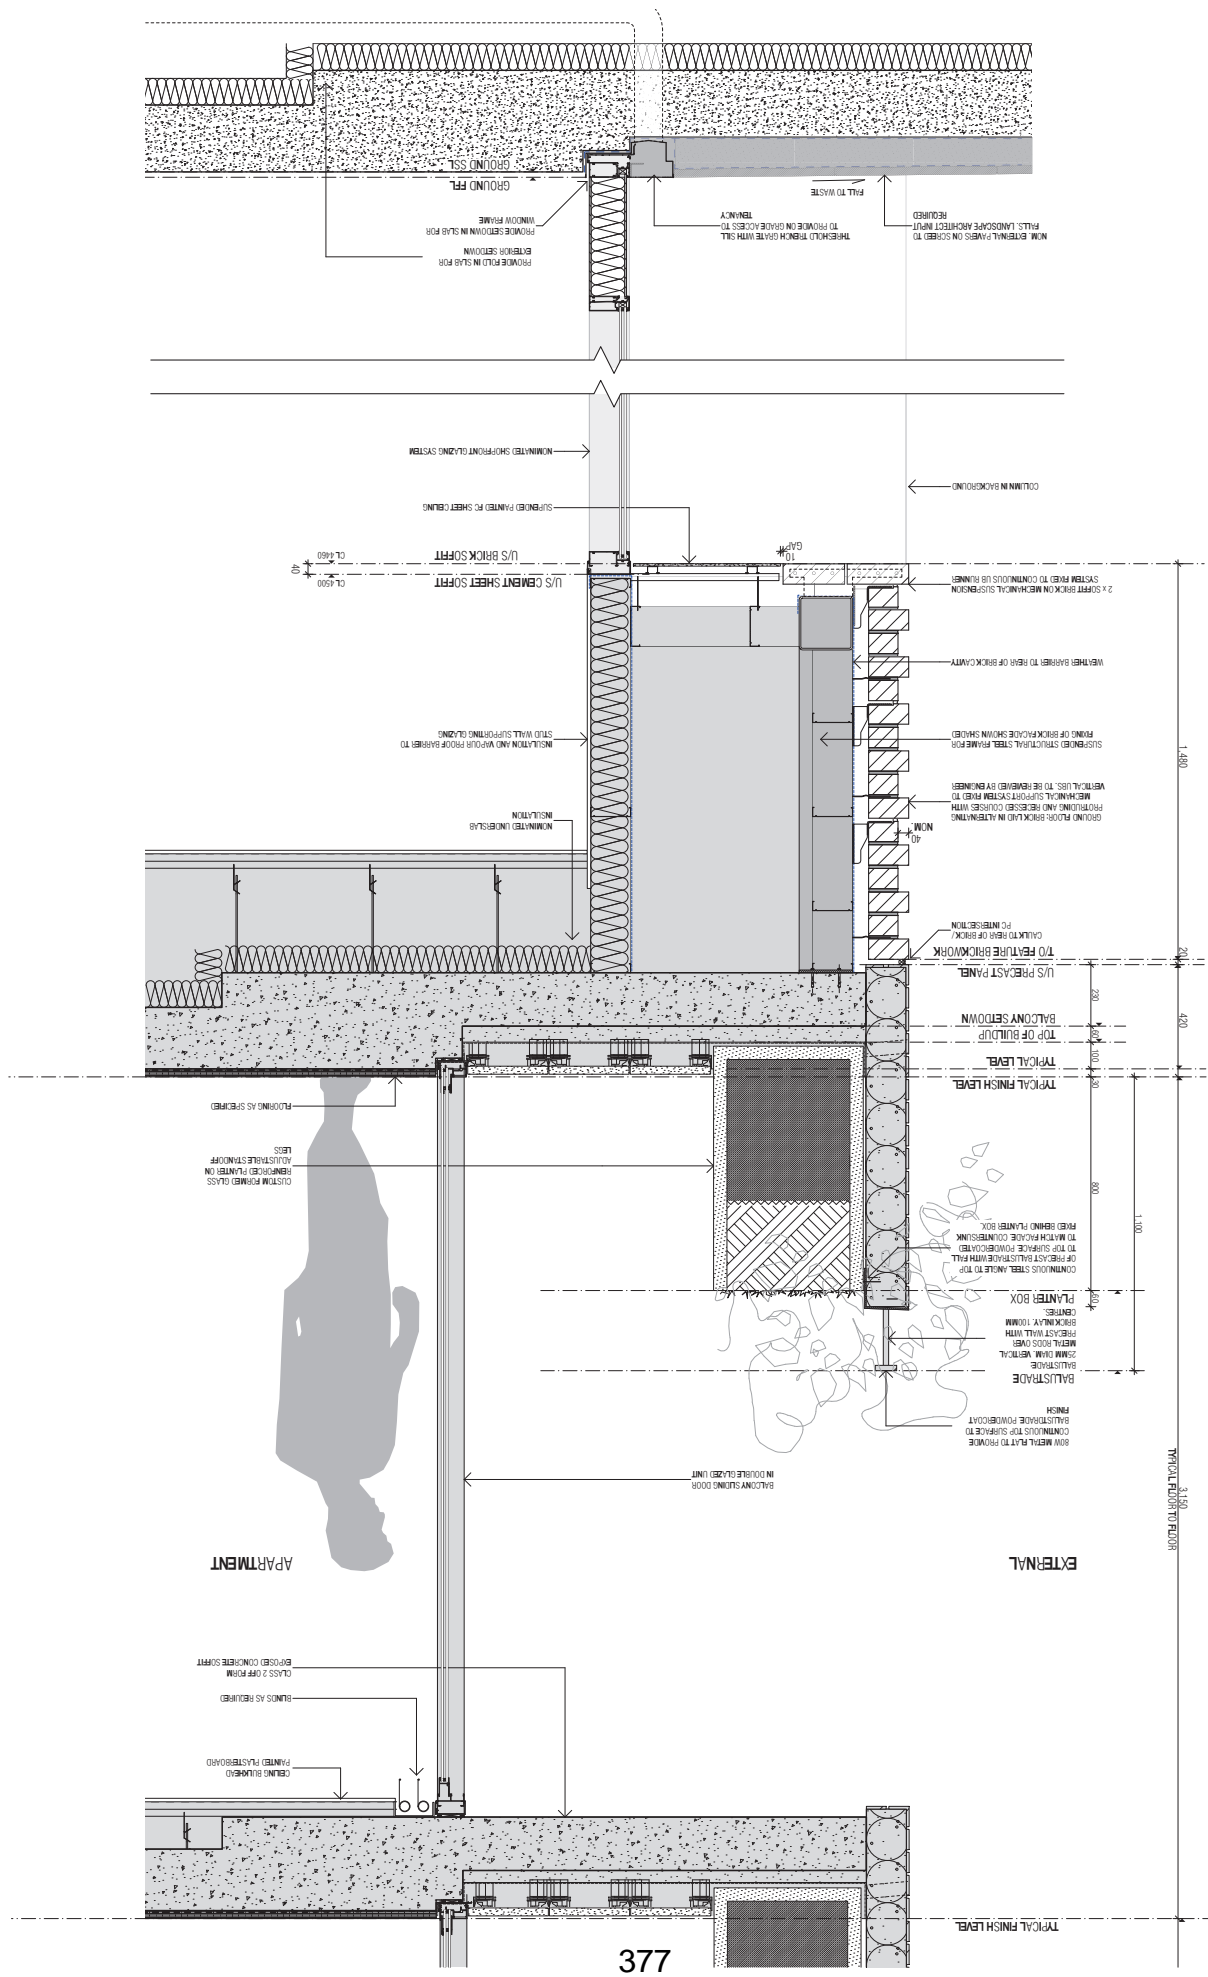 TYPICAL FINISH LEVEL
CEILING BULKHEAD
PAINTED PLASTERBOARD
BLINDS AS REQUIRED
CLASS 2 OFF FORM
EXPOSED CONCRETE SOFFIT
EXTERNAL
APARTMENT
3,150
TYPICAL FLOOR TO FLOOR
BALCONY SLIDING DOOR
IN DOUBLE GLAZED UNIT
80W METAL FLAT TO PROVIDE
CONTINUOUS TOP SURFACE TO
BALUSTRADE. POWDERCOAT
FINISH
BALUSTRADE
BALUSTRADE
25MM DIAM. VERTICAL
METAL RODS OVER
PRECAST WALL WITH
BRICK INLAY. 100MM
CENTRES.
PLANTER BOX
60
CONTINUOUS STEEL ANGLE TO TOP
OF PRECAST BALUSTRADE WITH FALL
TO TOP SURFACE. POWDERCOATED
TO MATCH FACADE. COUNTERSUNK
FIXED BEHIND PLANTER BOX.
1,100
800
CUSTOM FORMED GLASS
REINFORCED PLANTER ON
ADJUSTABLE STANDOFF
LEGS
FLOORING AS SPECIFIED
TYPICAL FINISH LEVEL
30
TYPICAL LEVEL
100
TOP OF BUILDUP
60
BALCONY SETDOWN
420
230
U/S PRECAST PANEL
T/O FEATURE BRICKWORK
20
CAULK TO REAR OF BRICK /
PC INTERSECTION
NOMINATED UNDERSLAB
INSULATION
40
NOM.
GROUND FLOOR: BRICK LAID IN ALTERNATING
PROTRUDING AND RECESSED COURSES WITH
MECHANICAL SUPPORT SYSTEM FIXED TO
VERTICAL UBS. TO BE REVIEWED BY ENGINEER
1,480
SUSPENDED STRUCTURAL STEEL FRAME FOR
FIXING OF BRICK FACADE SHOWN SHADED
INSULATION AND VAPOUR PROOF BARRIER TO
STUD WALL SUPPORTING GLAZING
WEATHER BARRIER TO REAR OF BRICK CAVITY
2 x SOFFIT BRICK ON MECHANICAL SUSPENSION
SYSTEM FIXED TO CONTINUOUS UB RUNNER
U/S CEMENT SHEET SOFFIT
CL 4500
40
U/S BRICK SOFFIT
CL 4460
10
GAP
SUPENDED PAINTED FC SHEET CEILING
COLUMN IN BACKGROUND
NOMINATED SHOPFRONT GLAZING SYSTEM
PROVIDE FOLD IN SLAB FOR
EXTERIOR SETDOWN
PROVIDE SETDOWN IN SLAB FOR
WINDOW FRAME
THRESHOLD TRENCH GRATE WITH SILL
TO PROVIDE ON GRADE ACCESS TO
TENANCY
NOM. EXTERNAL PAVERS ON SCREED TO
FALLS. LANDSCAPE ARCHITECT INPUT
REQUIRED
FALL TO WASTE
GROUND FFL
GROUND SSL
377